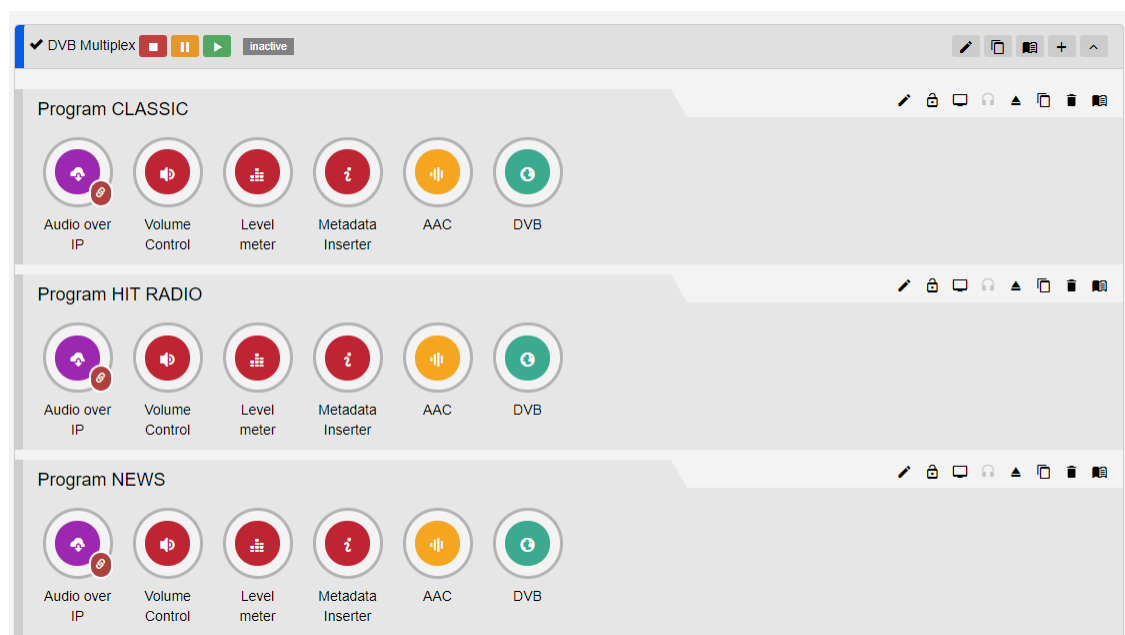 DVB Multiplex inactive
Program CLASSIC
Audio over Volume Level Metadata AAC DVB
IP Control meter Inserter
Program HIT RADIO
Audio over Volume Level Metadata AAC DVB
IP Control meter Inserter
Program NEWS
Audio over Volume Level Metadata AAC DVB
IP Control meter Inserter